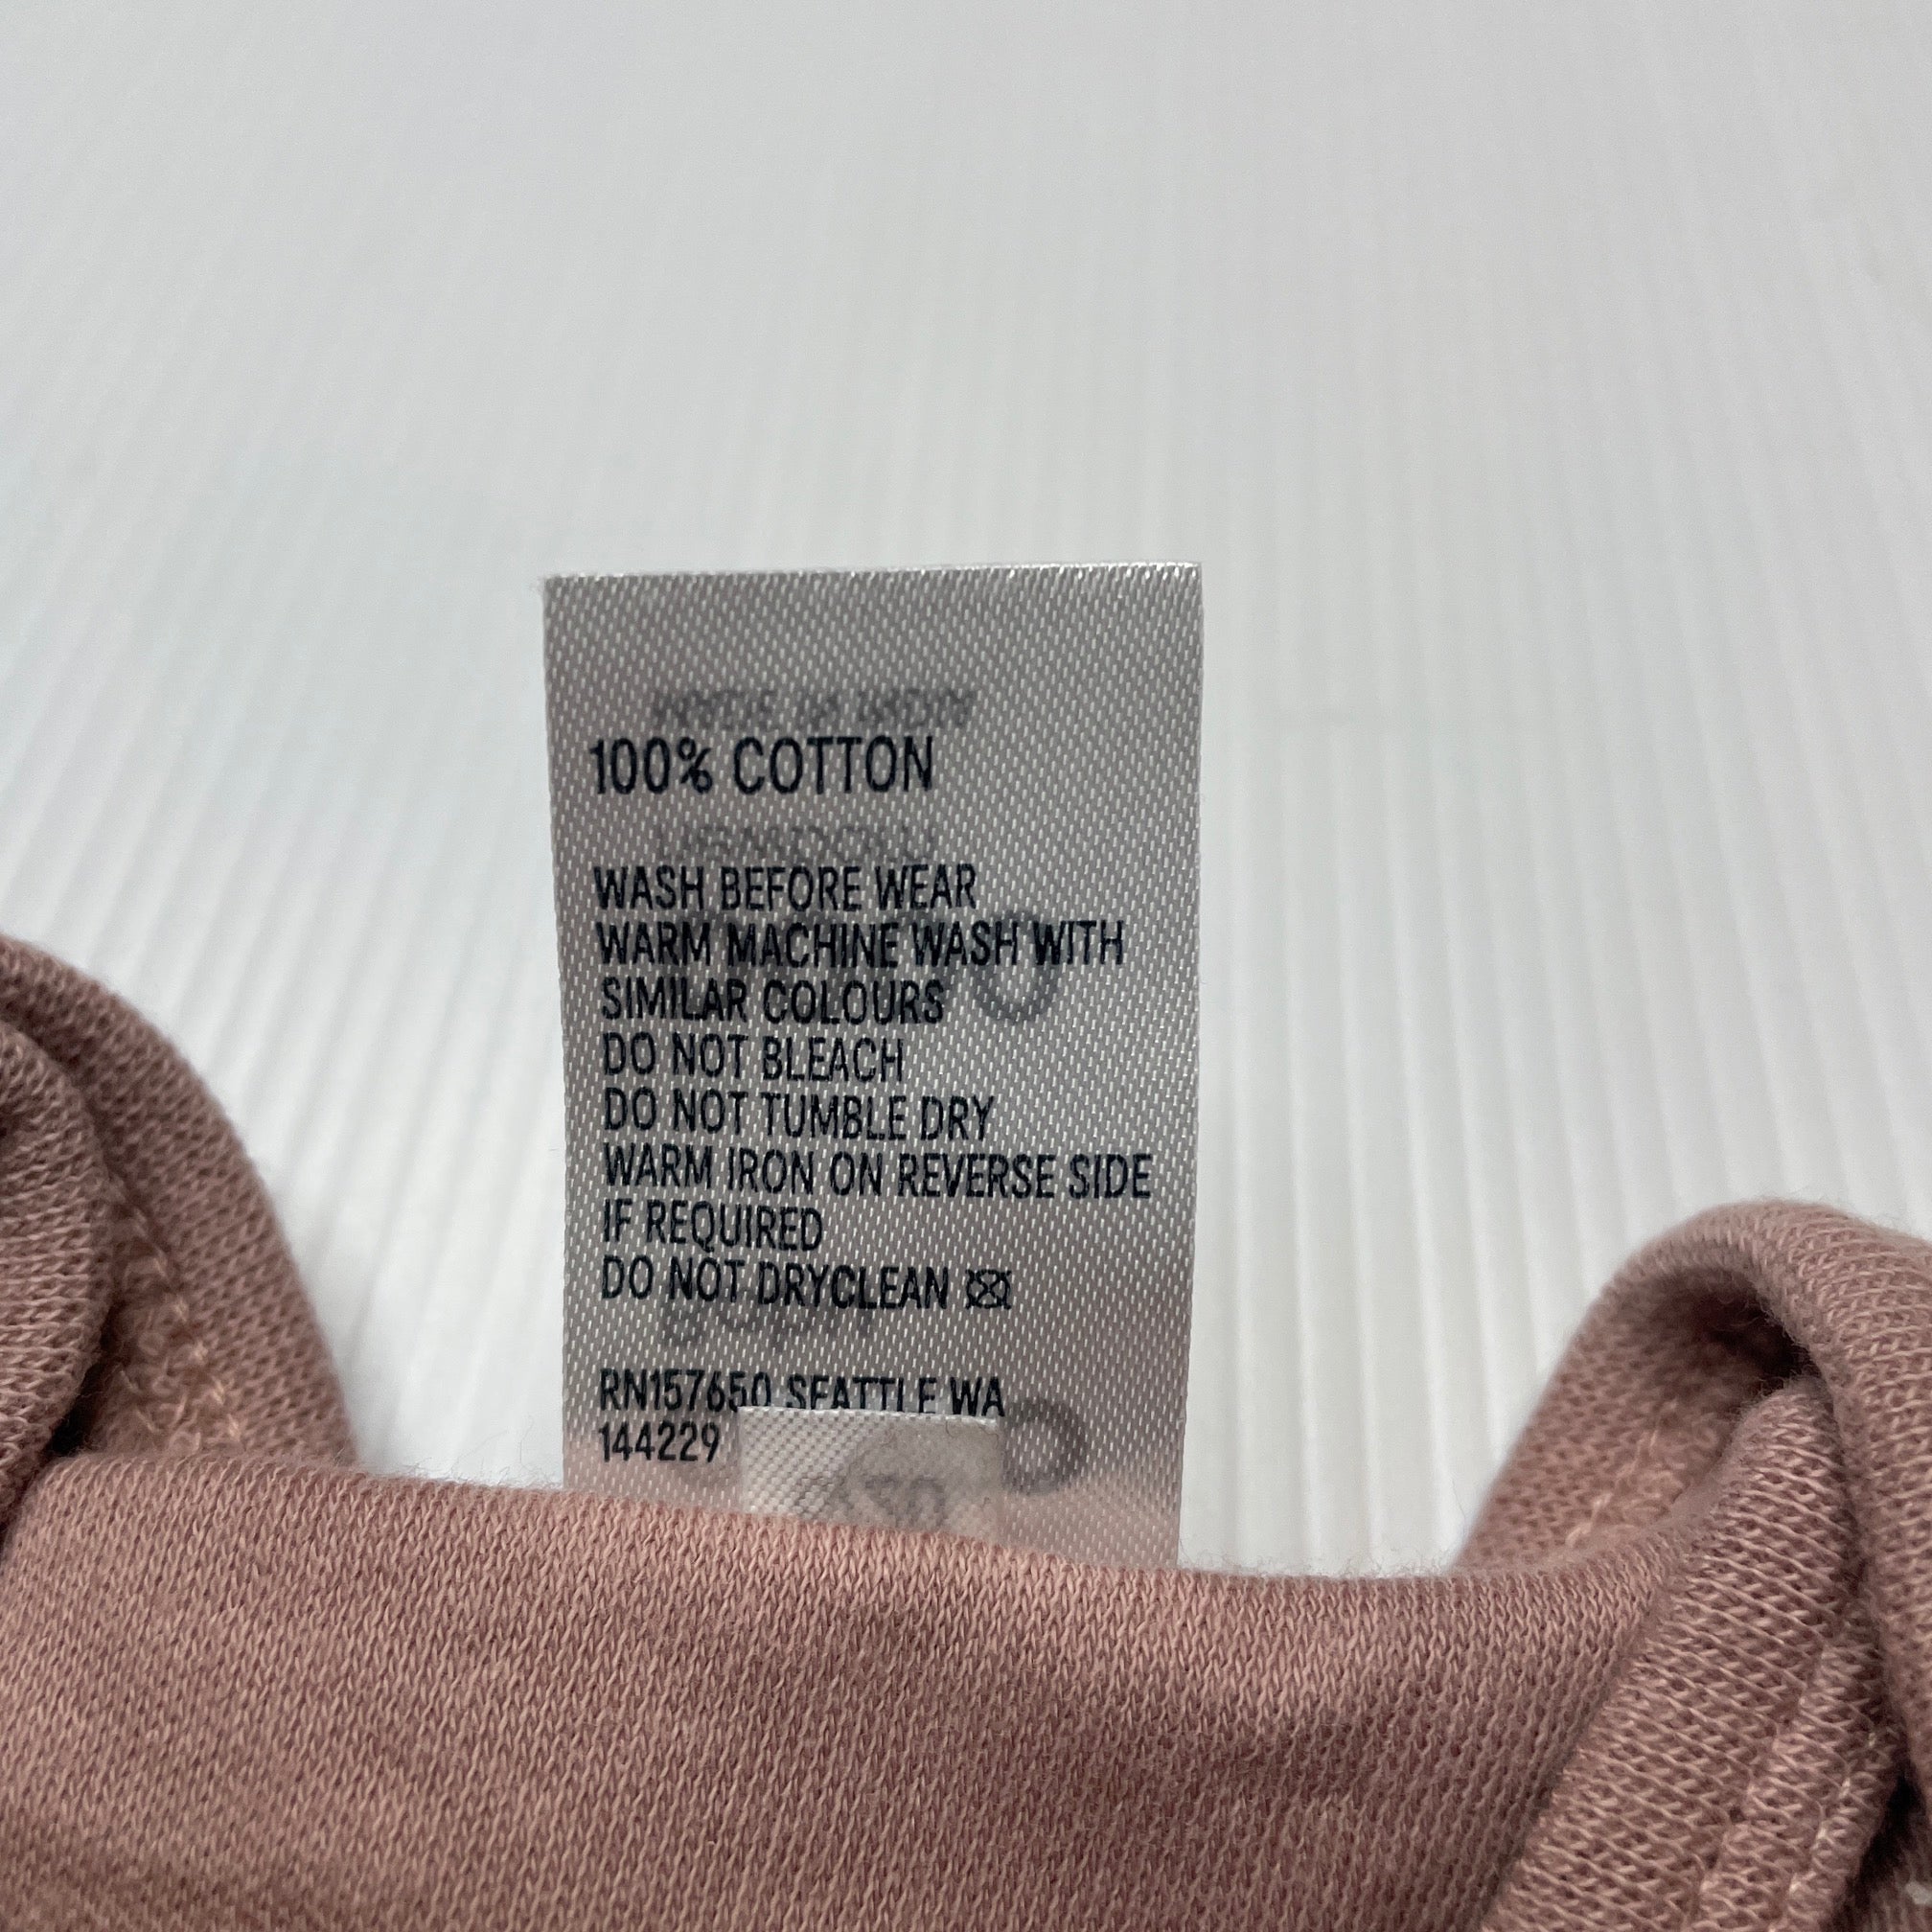 100% COTTON
WASH BEFORE WEAR
WARM MACHINE WASH WITH
SIMILAR COLOURS
DO NOT BLEACH
DO NOT TUMBLE DRY
WARM IRON ON REVERSE SIDE
IF REQUIRED
DO NOT DRYCLEAN
RN157650 SEATTLE WA
144229